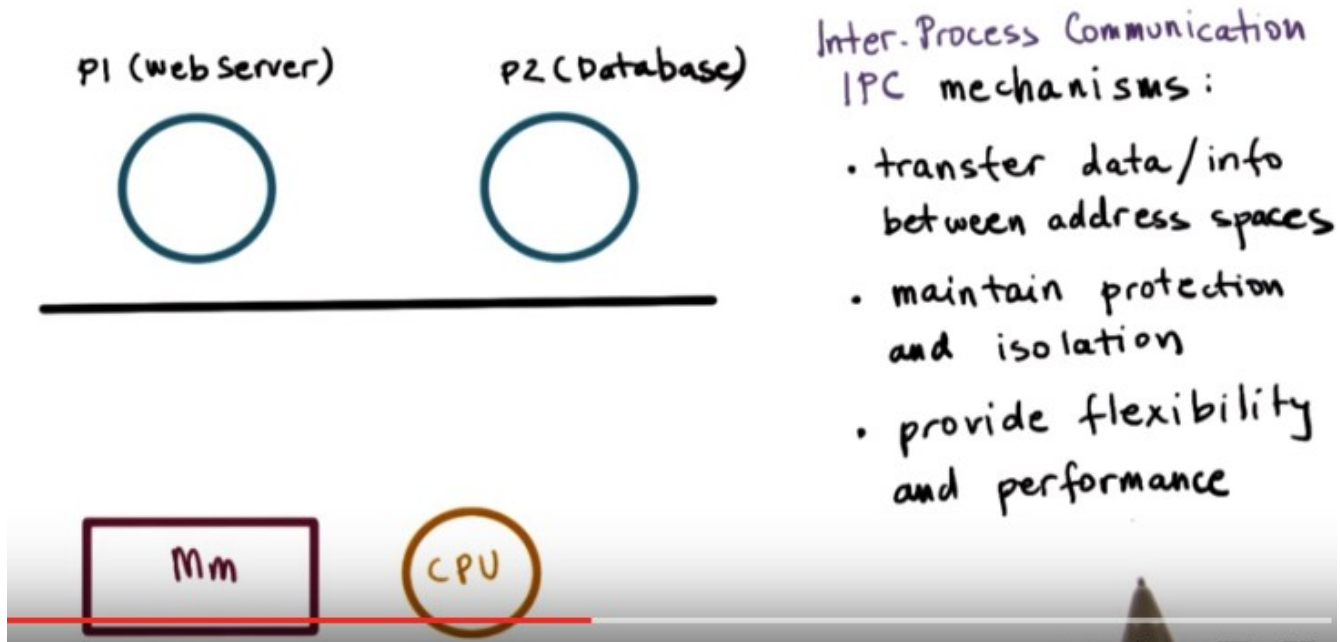 P1 (Web Server)
P2 (Database)
Inter-Process Communication
IPC mechanisms:
• transfer data/info
between address spaces
• maintain protection
and isolation
• provide flexibility
and performance
Mm
CPU